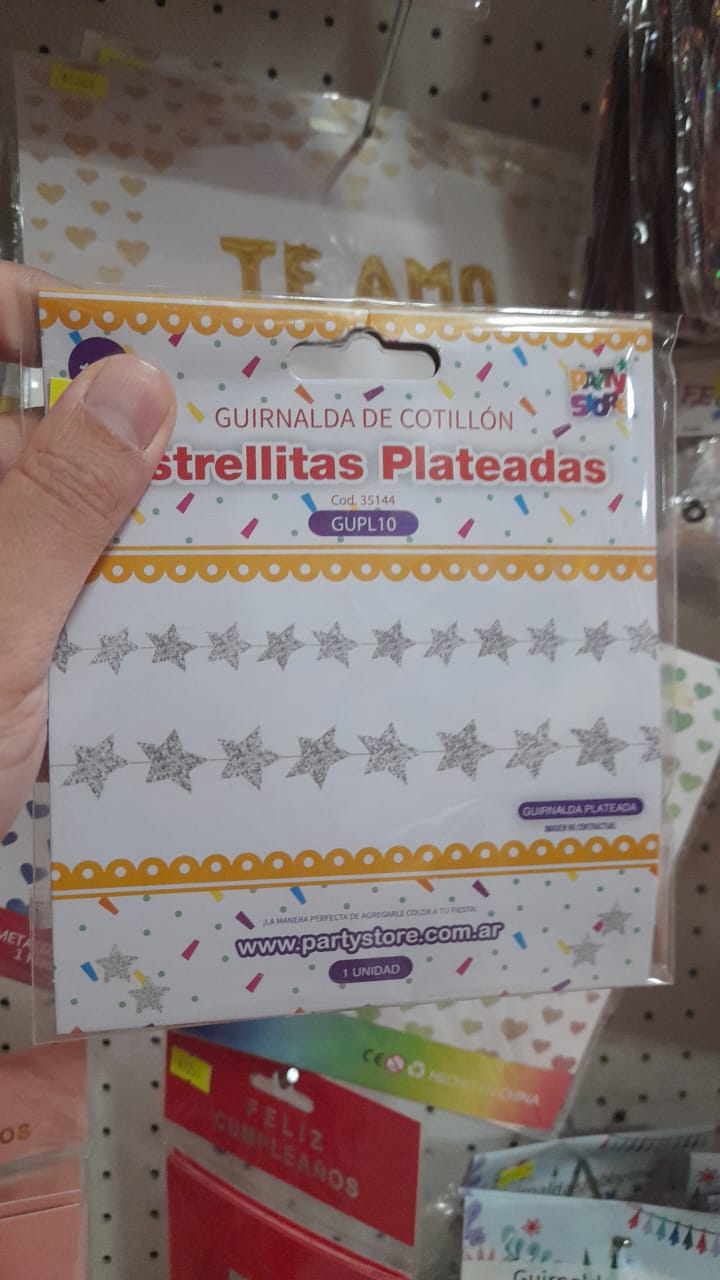 TE AMO
PARTY
STORE
GUIRNALDA DE COTILLÓN
strellitas Plateadas
Cod. 35144
GUPL10
GUIRNALDA PLATEADA
IMAGEN NO CONTRACTUAL
¡LA MANERA PERFECTA DE AGREGARLE COLOR A TU FIESTA!
www.partystore.com.ar
1 UNIDAD
CE
HECHO EN CHINA
FELIZ
CUMPLEAÑOS